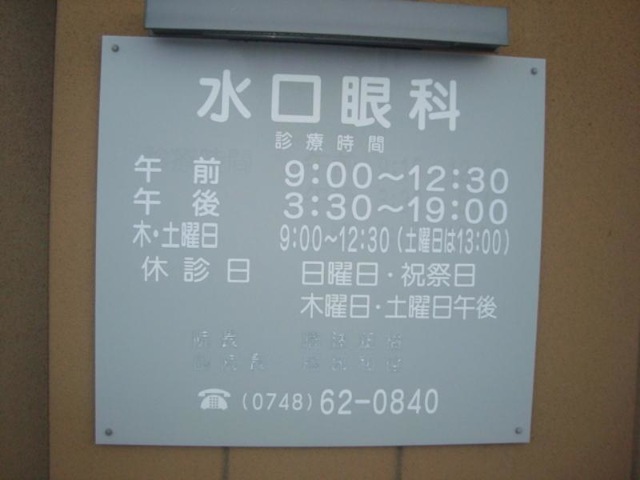 水口眼科
診療時間
午前 9:00～12:30
午後 3:30～19:00
木・土曜日 9:00～12:30（土曜日は13:00）
休診日 日曜日・祝祭日
木曜日・土曜日午後
☎ (0748) 62-0840